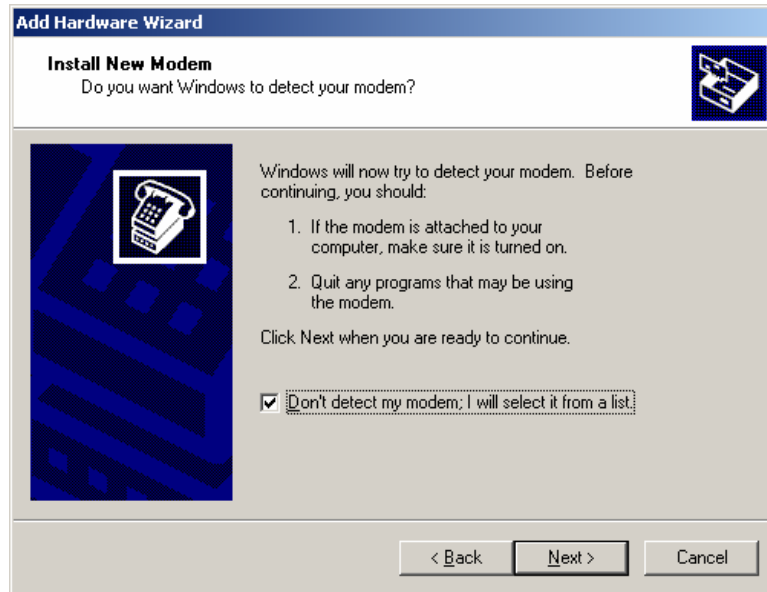 Add Hardware Wizard
Install New Modem
Do you want Windows to detect your modem?
Windows will now try to detect your modem. Before
continuing, you should:
1. If the modem is attached to your
computer, make sure it is turned on.
2. Quit any programs that may be using
the modem.
Click Next when you are ready to continue.
Don't detect my modem; I will select it from a list.
< Back Next > Cancel